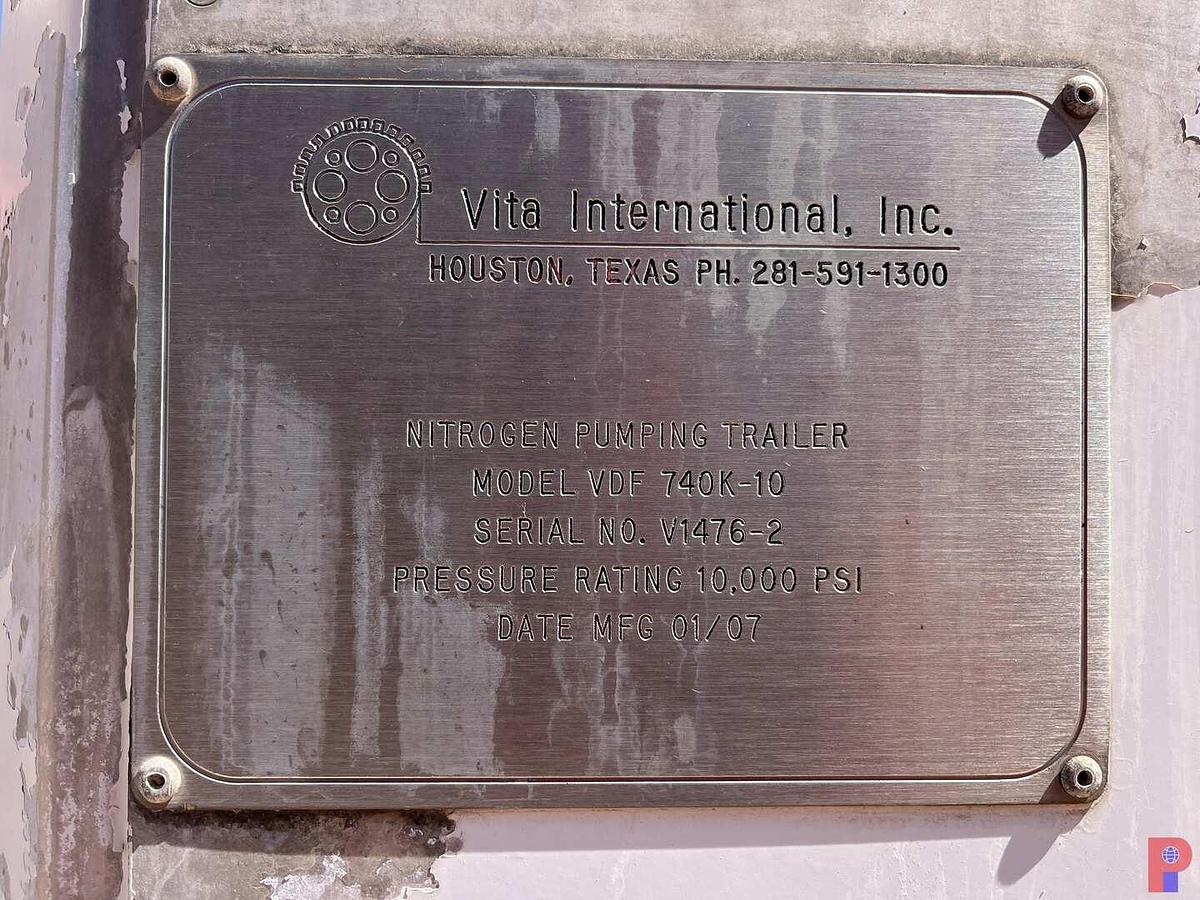 Vita International, Inc.
HOUSTON, TEXAS PH. 281-591-1300
NITROGEN PUMPING TRAILER
MODEL VDF 740K-10
SERIAL NO. V1476-2
PRESSURE RATING 10,000 PSI
DATE MFG 01/07